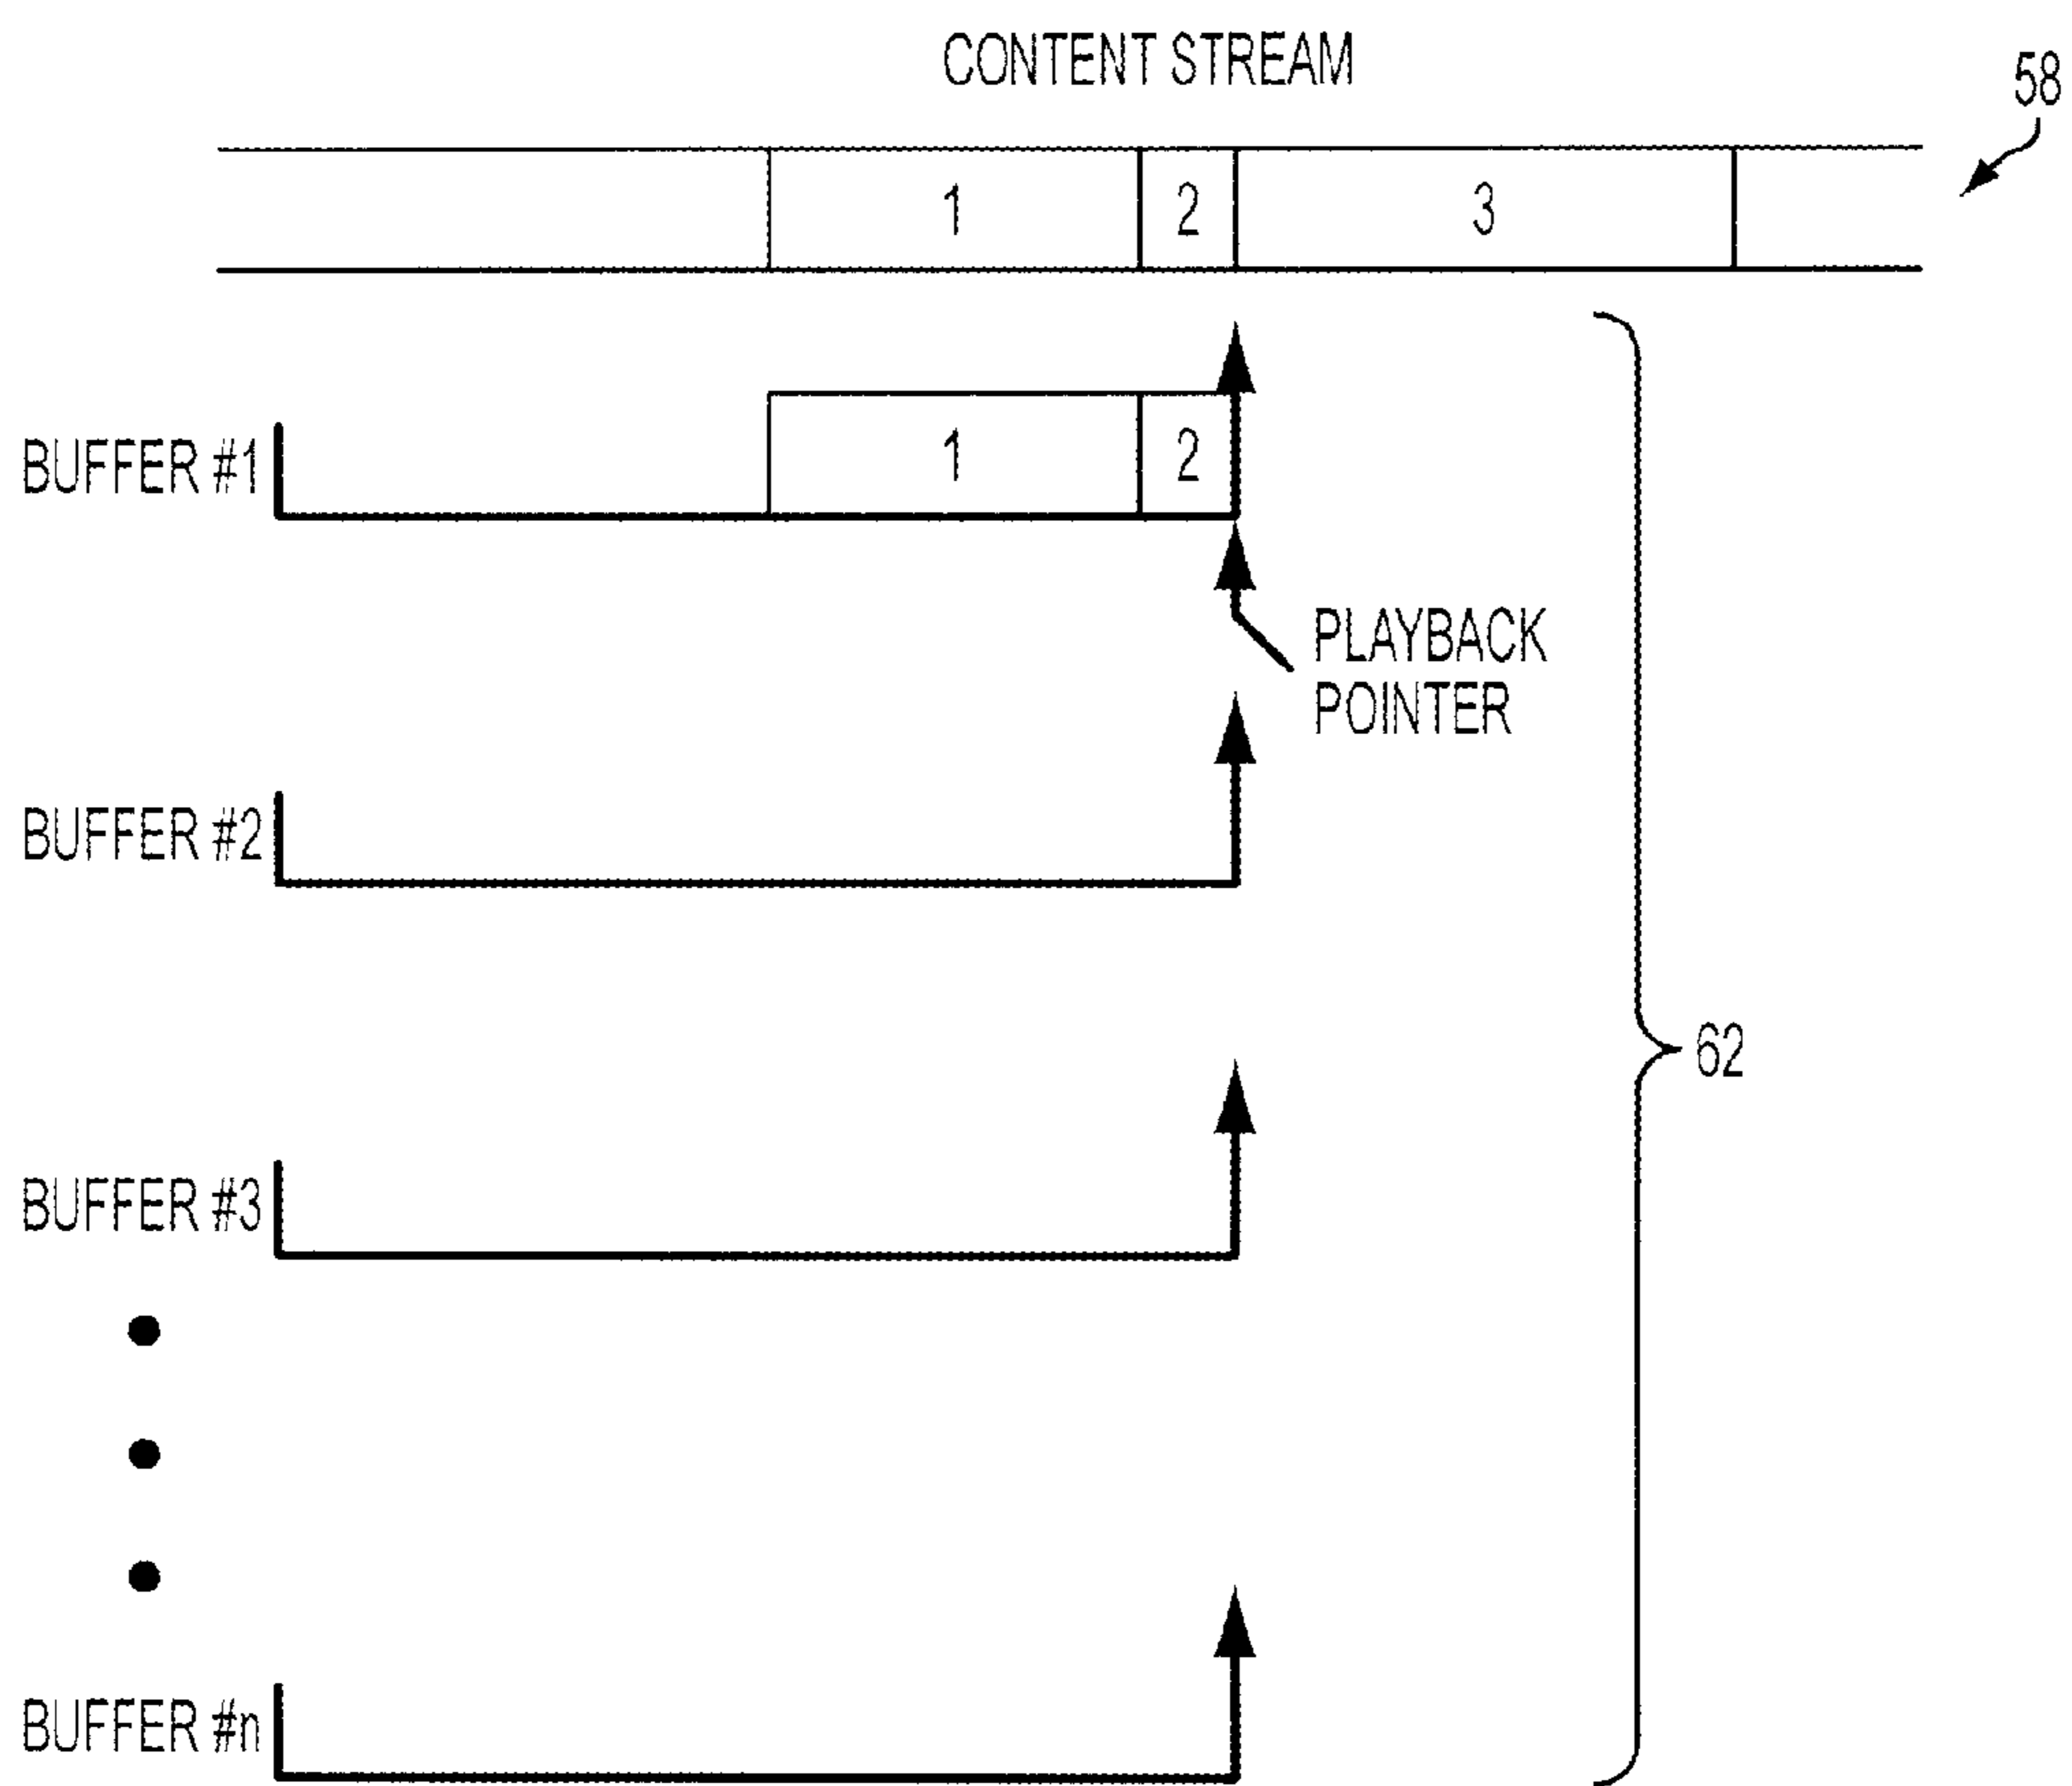 CONTENT STREAM
58
1 2 3
BUFFER #1
1 2
PLAYBACK
POINTER
BUFFER #2
62
BUFFER #3
BUFFER #n